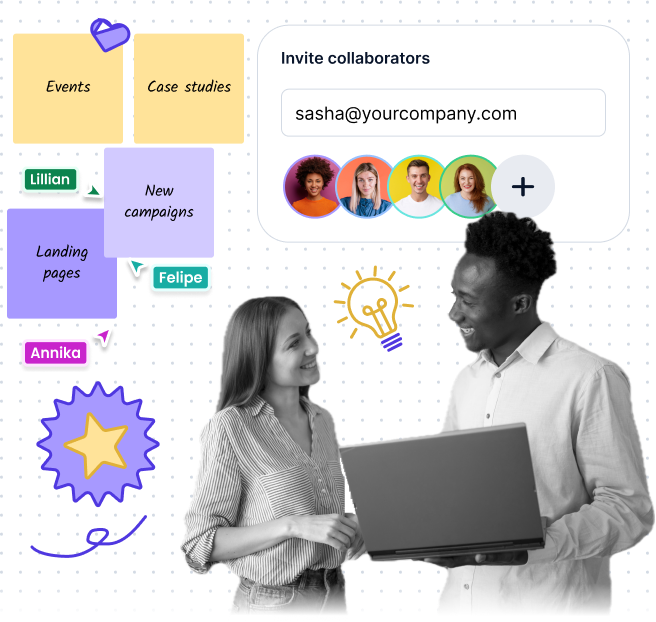 Events
Case studies
Invite collaborators
sasha@yourcompany.com
Lillian
New
campaigns
Landing
pages
Felipe
Annika